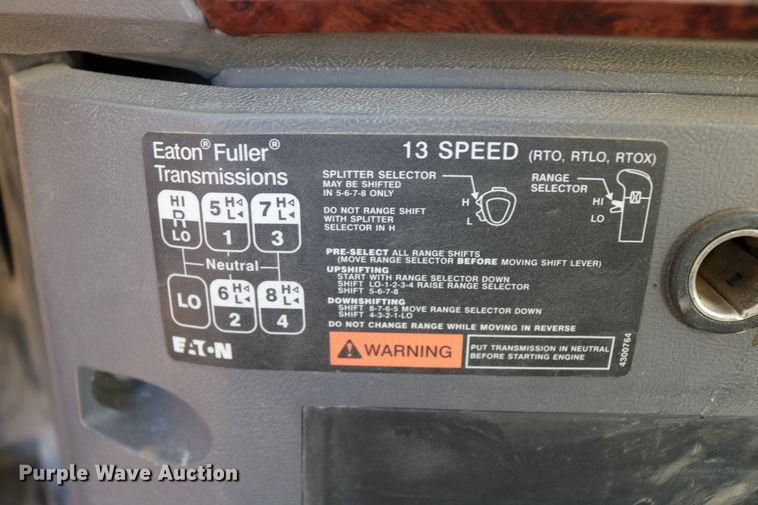 Eaton® Fuller®
Transmissions
13 SPEED (RTO, RTLO, RTOX)
HI
R
LO
5 H
L
1
7 H
L
3
Neutral
LO
6 H
L
2
8 H
L
4
EATON
SPLITTER SELECTOR
MAY BE SHIFTED
IN 5-6-7-8 ONLY
DO NOT RANGE SHIFT
WITH SPLITTER
SELECTOR IN H
H
L
RANGE
SELECTOR
HI
LO
PRE-SELECT ALL RANGE SHIFTS
(MOVE RANGE SELECTOR BEFORE MOVING SHIFT LEVER)
UPSHIFTING
START WITH RANGE SELECTOR DOWN
SHIFT LO-1-2-3-4 RAISE RANGE SELECTOR
SHIFT 5-6-7-8
DOWNSHIFTING
SHIFT 8-7-6-5 MOVE RANGE SELECTOR DOWN
SHIFT 4-3-2-1-LO
DO NOT CHANGE RANGE WHILE MOVING IN REVERSE
WARNING
PUT TRANSMISSION IN NEUTRAL
BEFORE STARTING ENGINE
4300764
Purple Wave Auction